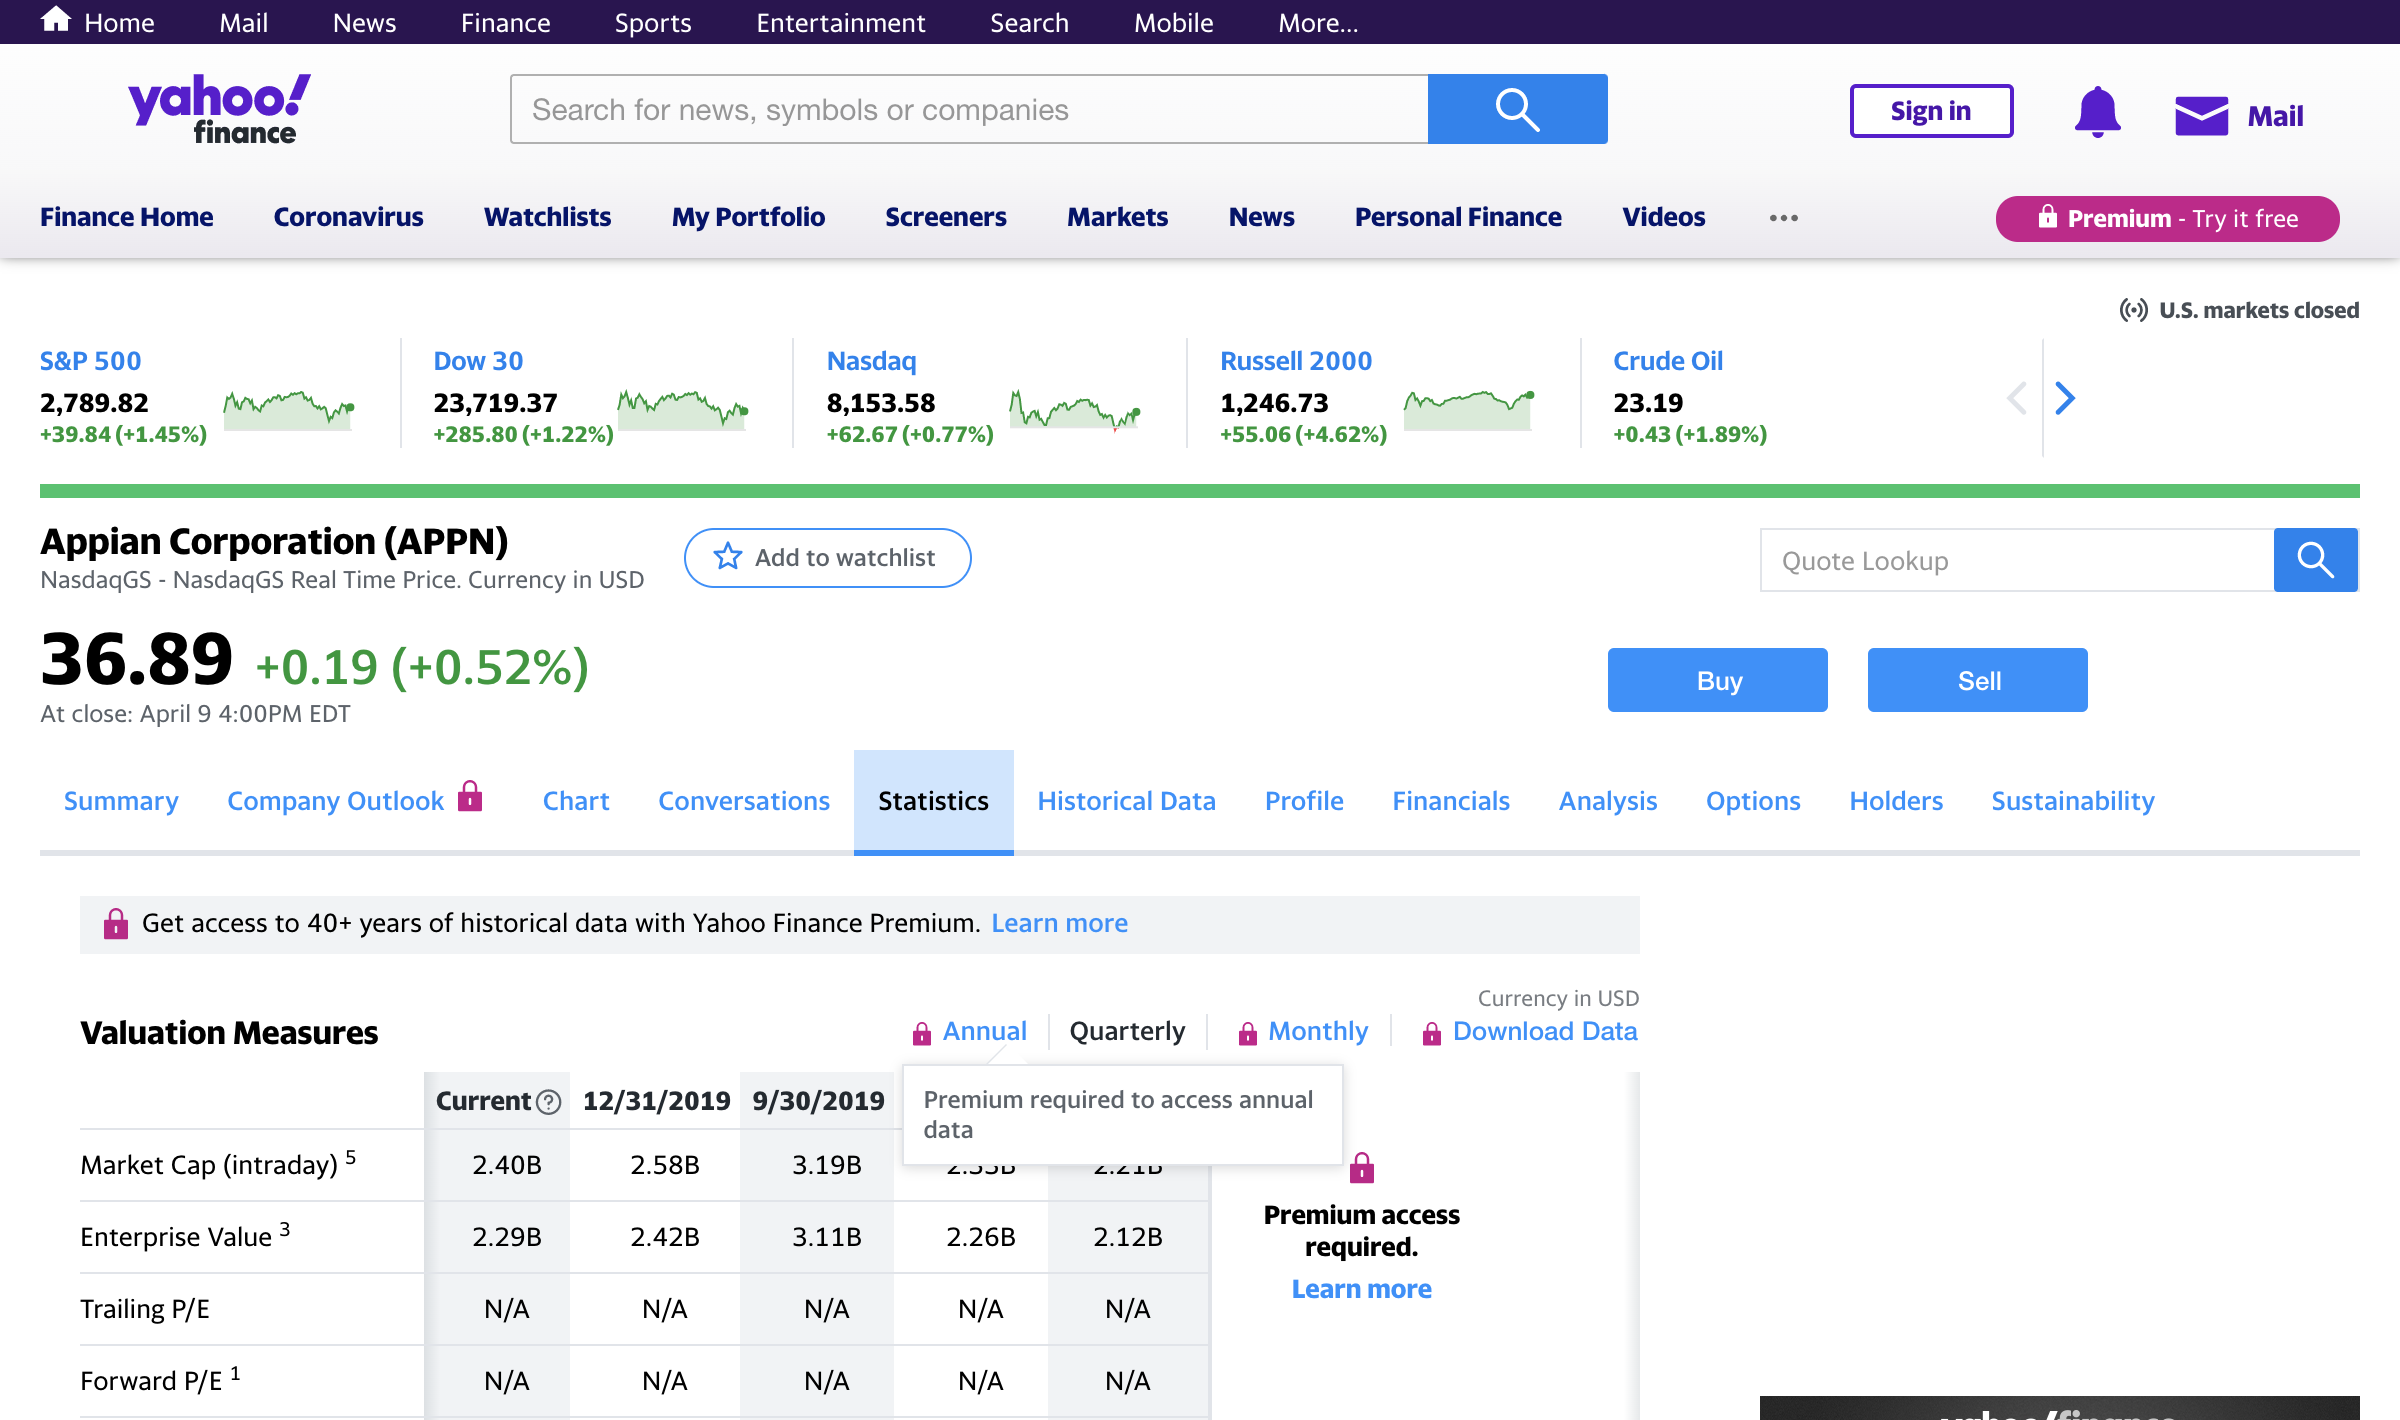 Home Mail News Finance Sports Entertainment Search Mobile More...
yahoo!
finance
Search for news, symbols or companies
Sign in
Mail
Finance Home Coronavirus Watchlists My Portfolio Screeners Markets News Personal Finance Videos
Premium - Try it free
U.S. markets closed
S&P 500
2,789.82
+39.84 (+1.45%)
Dow 30
23,719.37
+285.80 (+1.22%)
Nasdaq
8,153.58
+62.67 (+0.77%)
Russell 2000
1,246.73
+55.06 (+4.62%)
Crude Oil
23.19
+0.43 (+1.89%)
Appian Corporation (APPN)
NasdaqGS - NasdaqGS Real Time Price. Currency in USD
Add to watchlist
Quote Lookup
36.89 +0.19 (+0.52%)
At close: April 9 4:00PM EDT
Buy
Sell
Summary Company Outlook Chart Conversations Statistics Historical Data Profile Financials Analysis Options Holders Sustainability
Get access to 40+ years of historical data with Yahoo Finance Premium. Learn more
Currency in USD
Valuation Measures
Annual Quarterly Monthly Download Data
Premium required to access annual
data
Current 12/31/2019 9/30/2019
Market Cap (intraday) 5 2.40B 2.58B 3.19B
Enterprise Value 3 2.29B 2.42B 3.11B 2.26B 2.12B
Trailing P/E N/A N/A N/A N/A N/A
Forward P/E 1 N/A N/A N/A N/A N/A
Premium access
required.
Learn more
yahoo/finance